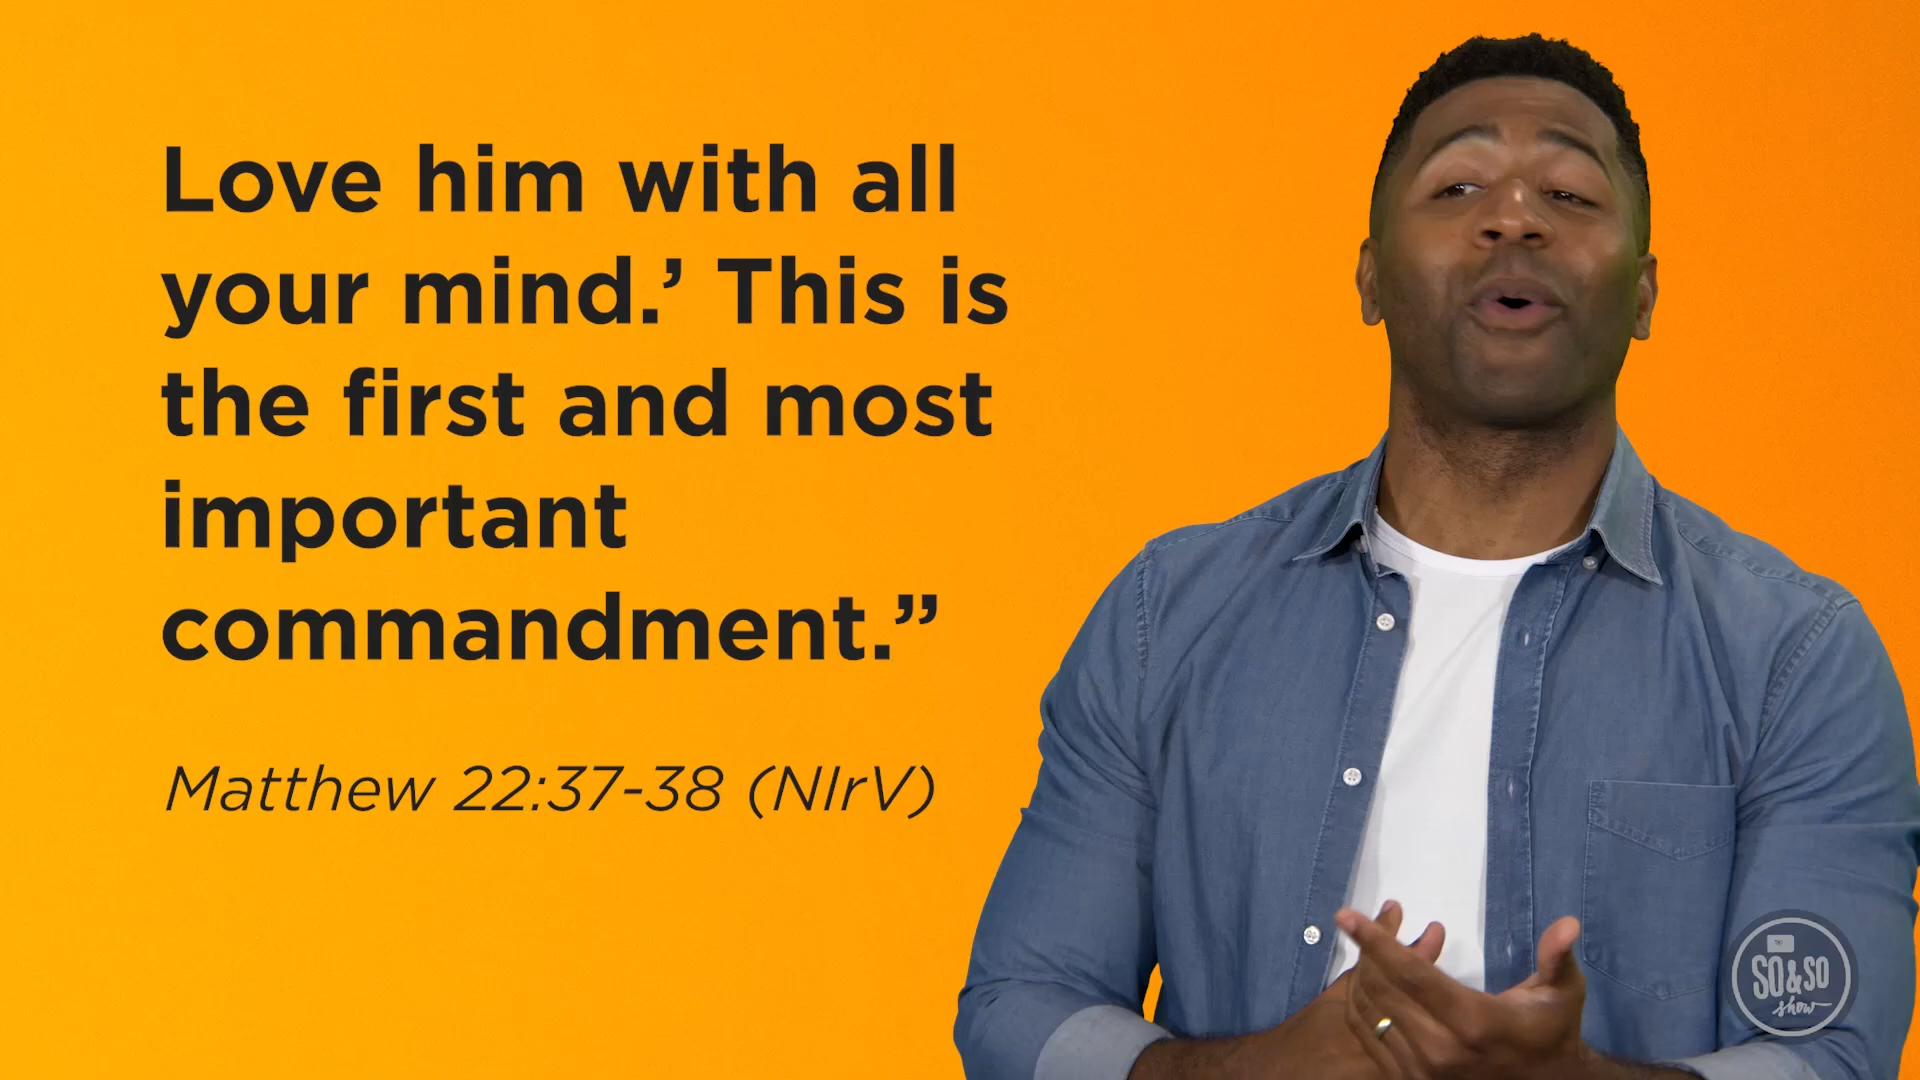 Love him with all
your mind.’ This is
the first and most
important
commandment.”
Matthew 22:37-38 (NIrV)
SO&SO
show